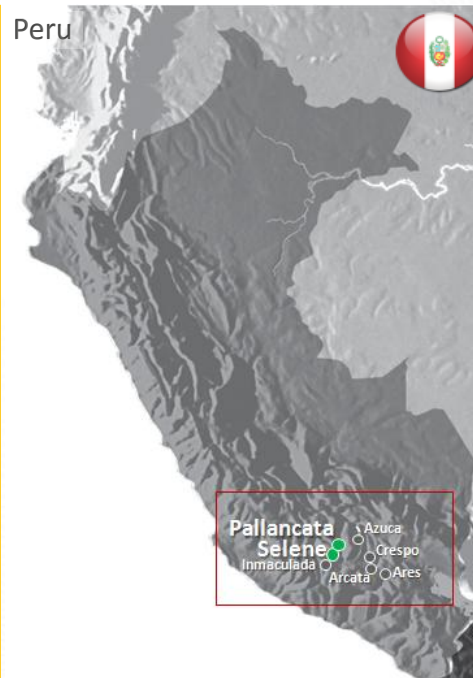 Peru
Pallancata
Azuca
Selene
Crespo
Inmaculada
Arcata
Ares